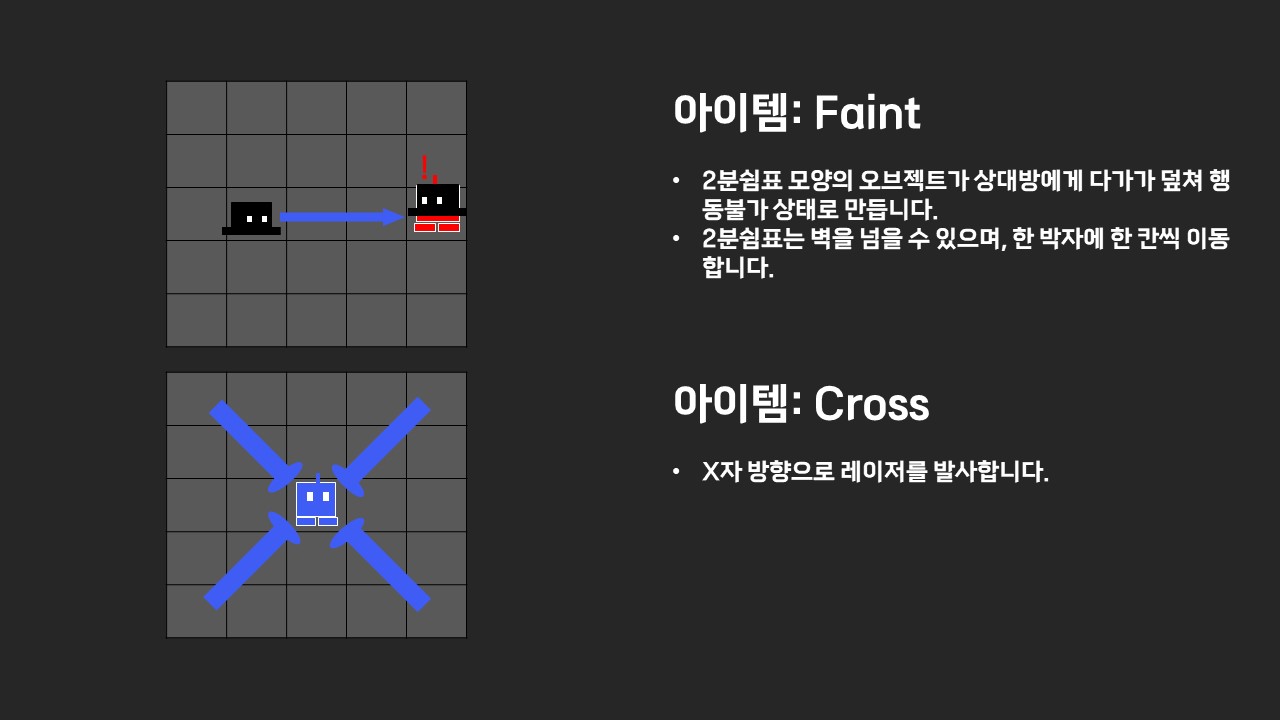 아이템: Faint
• 2분쉼표 모양의 오브젝트가 상대방에게 다가가 덮쳐 행
동불가 상태로 만듭니다.
• 2분쉼표는 벽을 넘을 수 있으며, 한 박자에 한 칸씩 이동
합니다.
!
아이템: Cross
• X자 방향으로 레이저를 발사합니다.